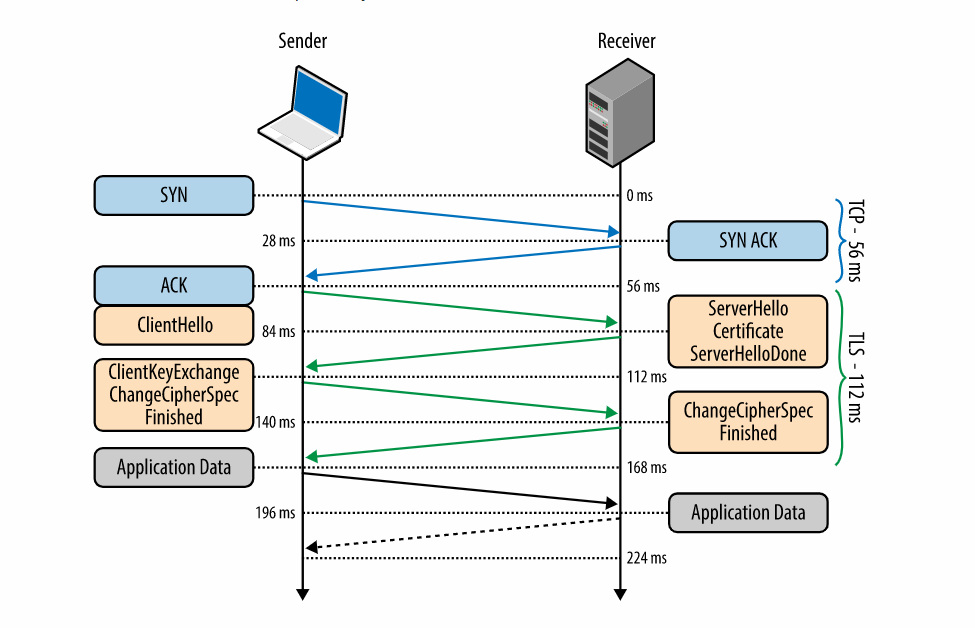 Sender
Receiver
SYN
0 ms
28 ms
SYN ACK
TCP - 56 ms
ACK
56 ms
ClientHello
84 ms
ServerHello
Certificate
ServerHelloDone
TLS - 112 ms
ClientKeyExchange
ChangeCipherSpec
Finished
112 ms
140 ms
ChangeCipherSpec
Finished
Application Data
168 ms
196 ms
Application Data
224 ms